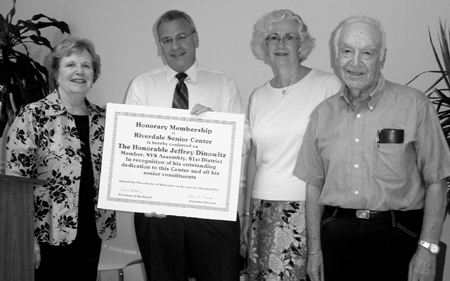 Honorary Membership
to
Riverdale Senior Center
is hereby conferred on
The Honorable Jeffrey Dinowitz
Member, NYS Assembly, 81st District
In recognition of his outstanding
dedication to this Center and all his
senior constituents